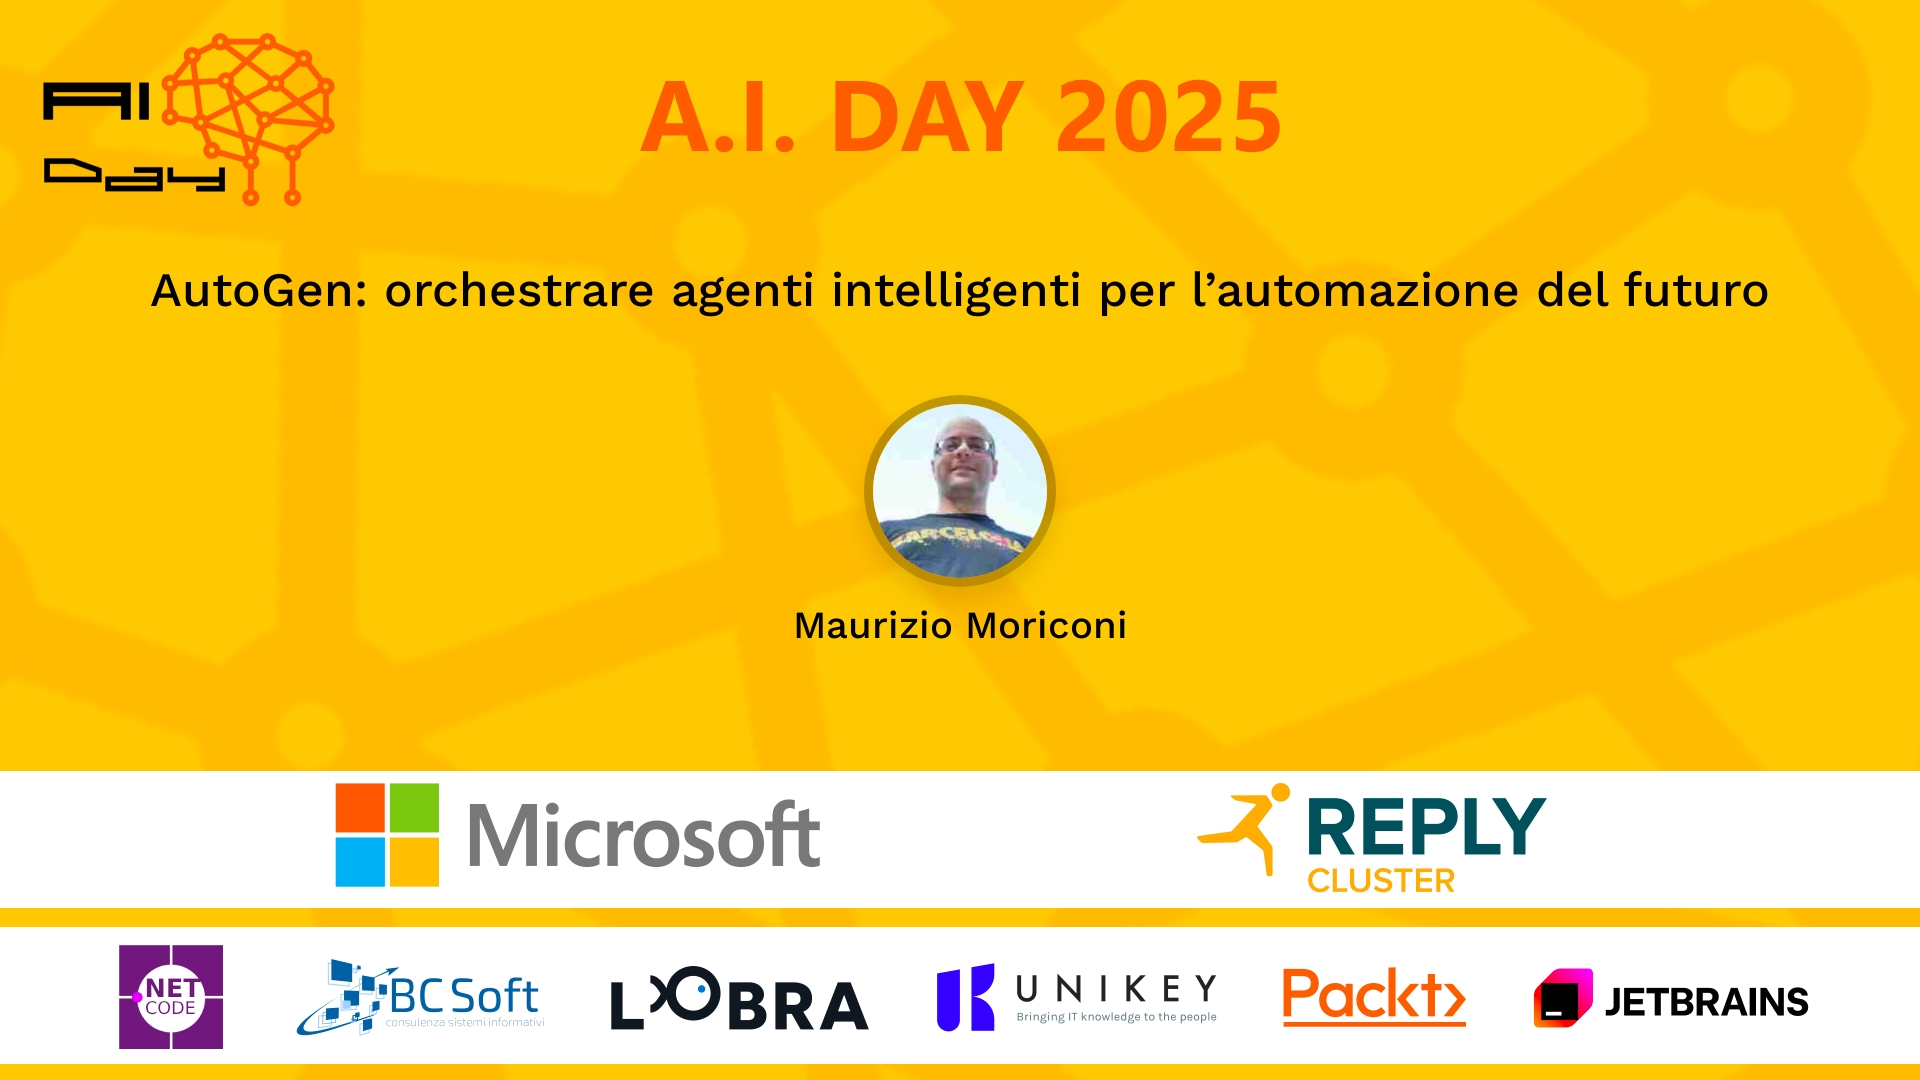 AI
Day
A.I. DAY 2025
AutoGen: orchestrare agenti intelligenti per l’automazione del futuro
BARCELONA
Maurizio Moriconi
Microsoft
REPLY
CLUSTER
.NET
CODE
BC Soft
consulenza sistemi informativi
LOBRA
UNIKEY
Bringing IT knowledge to the people
Packt>
JETBRAINS